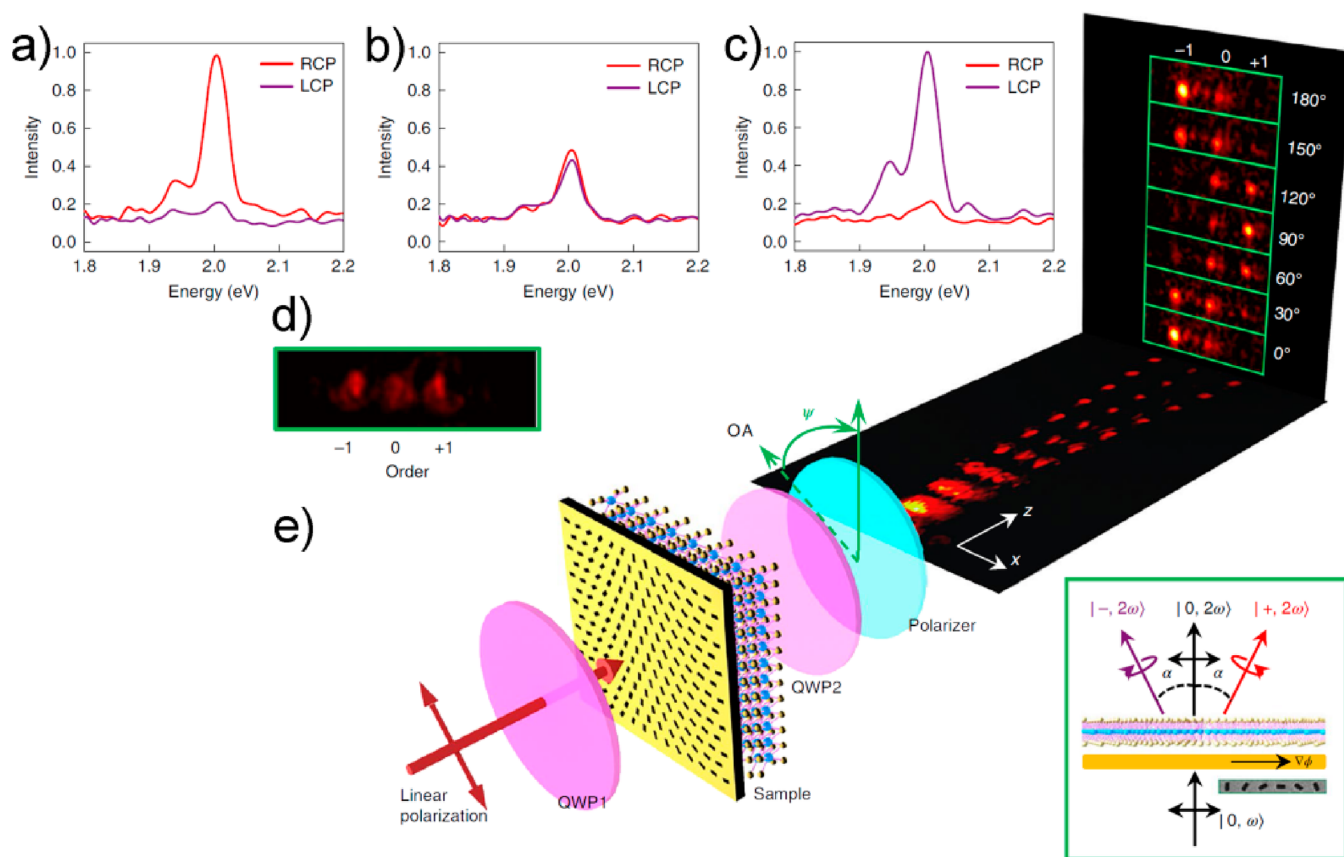 a)
1.0
0.8
0.6
0.4
0.2
0.0
Intensity
RCP
LCP
1.8 1.9 2.0 2.1 2.2
Energy (eV)
b)
1.0
0.8
0.6
0.4
0.2
0.0
Intensity
RCP
LCP
1.8 1.9 2.0 2.1 2.2
Energy (eV)
c)
1.0
0.8
0.6
0.4
0.2
0.0
Intensity
RCP
LCP
1.8 1.9 2.0 2.1 2.2
Energy (eV)
−1 0 +1
180°
150°
120°
90°
60°
30°
0°
d)
−1 0 +1
Order
e)
Linear
polarization
QWP1
Sample
QWP2
Polarizer
OA
ψ
z
x
|−, 2ω⟩ |0, 2ω⟩ |+, 2ω⟩
α α
∇ϕ
|0, ω⟩